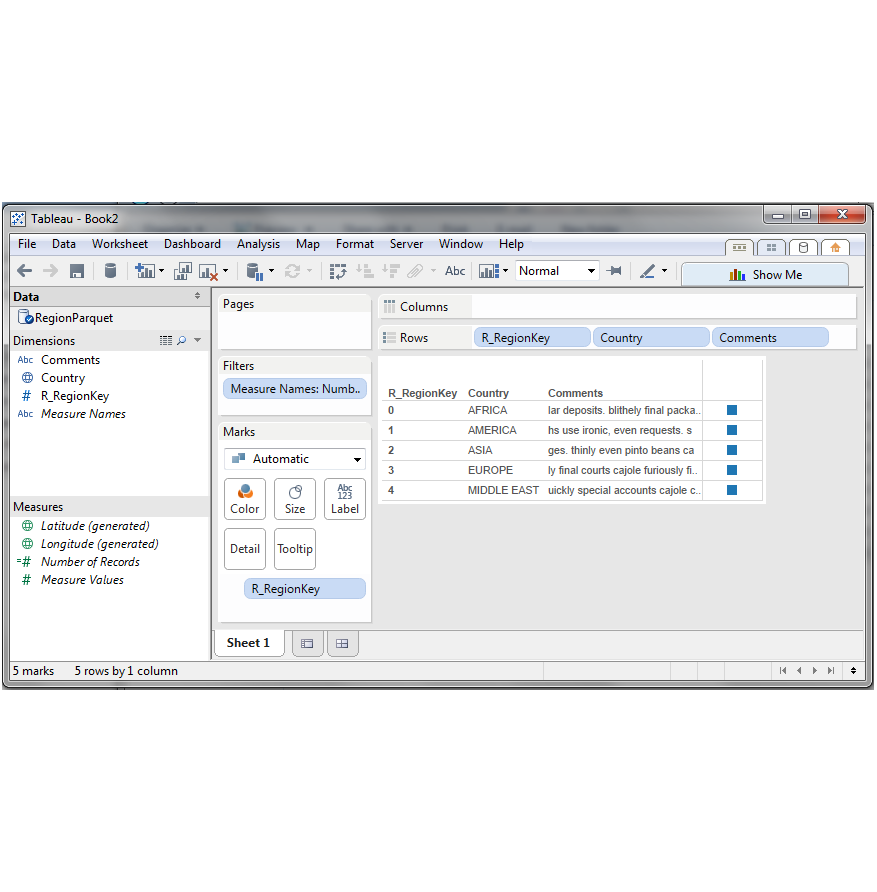 Tableau - Book2
File Data Worksheet Dashboard Analysis Map Format Server Window Help
Abc Normal Show Me
Data
RegionParquet
Dimensions
Abc Comments
Country
# R_RegionKey
Abc Measure Names
Measures
Latitude (generated)
Longitude (generated)
=# Number of Records
# Measure Values
Pages
Filters
Measure Names: Numb..
Marks
Automatic
Color Size Abc 123 Label
Detail Tooltip
R_RegionKey
Columns
Rows R_RegionKey Country Comments
R_RegionKey Country Comments
0 AFRICA lar deposits. blithely final packa..
1 AMERICA hs use ironic, even requests. s
2 ASIA ges. thinly even pinto beans ca
3 EUROPE ly final courts cajole furiously fi..
4 MIDDLE EAST uickly special accounts cajole c..
Sheet 1
5 marks 5 rows by 1 column